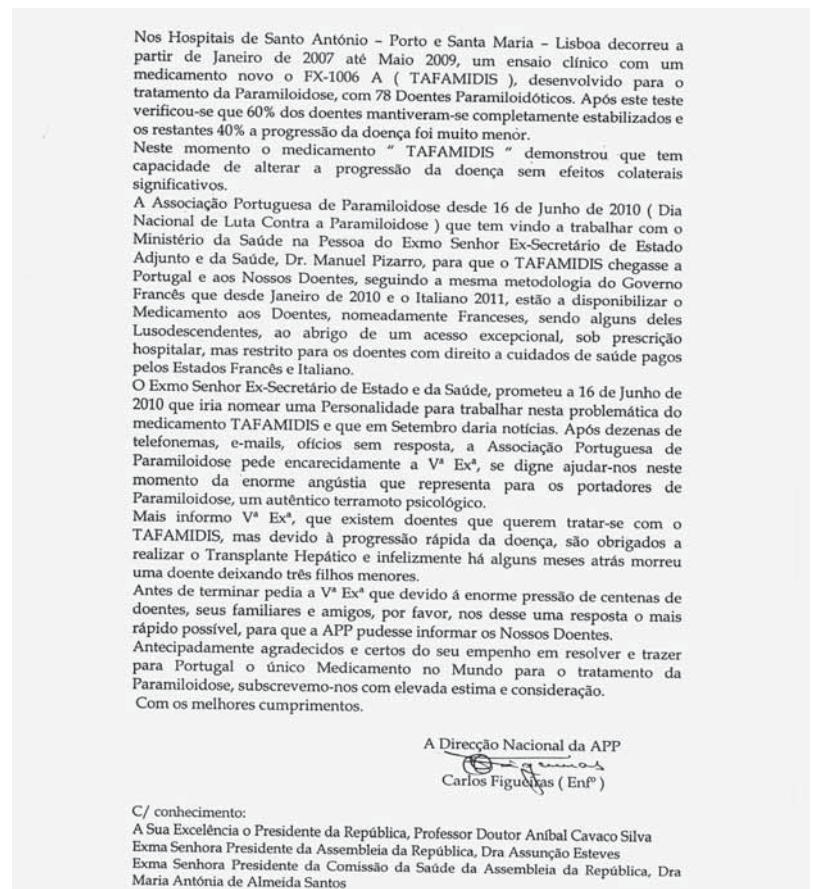 Nos Hospitais de Santo António – Porto e Santa Maria – Lisboa decorreu a
partir de Janeiro de 2007 até Maio 2009, um ensaio clínico com um
medicamento novo o FX-1006 A ( TAFAMIDIS ), desenvolvido para o
tratamento da Paramiloidose, com 78 Doentes Paramiloidóticos. Após este teste
verificou-se que 60% dos doentes mantiveram-se completamente estabilizados e
os restantes 40% a progressão da doença foi muito menor.
Neste momento o medicamento “ TAFAMIDIS ” demonstrou que tem
capacidade de alterar a progressão da doença sem efeitos colaterais
significativos.
A Associação Portuguesa de Paramiloidose desde 16 de Junho de 2010 ( Dia
Nacional de Luta Contra a Paramiloidose ) que tem vindo a trabalhar com o
Ministério da Saúde na Pessoa do Exmo Senhor Ex-Secretário de Estado
Adjunto e da Saúde, Dr. Manuel Pizarro, para que o TAFAMIDIS chegasse a
Portugal e aos Nossos Doentes, seguindo a mesma metodologia do Governo
Francês que desde Janeiro de 2010 e o Italiano 2011, estão a disponibilizar o
Medicamento aos Doentes, nomeadamente Franceses, sendo alguns deles
Lusodescendentes, ao abrigo de um acesso excepcional, sob prescrição
hospitalar, mas restrito para os doentes com direito a cuidados de saúde pagos
pelos Estados Francês e Italiano.
O Exmo Senhor Ex-Secretário de Estado e da Saúde, prometeu a 16 de Junho de
2010 que iria nomear uma Personalidade para trabalhar nesta problemática do
medicamento TAFAMIDIS e que em Setembro daria notícias. Após dezenas de
telefonemas, e-mails, ofícios sem resposta, a Associação Portuguesa de
Paramiloidose pede encarecidamente a Vª Exª, se digne ajudar-nos neste
momento da enorme angústia que representa para os portadores de
Paramiloidose, um autêntico terramoto psicológico.
Mais informo Vª Exª, que existem doentes que querem tratar-se com o
TAFAMIDIS, mas devido à progressão rápida da doença, são obrigados a
realizar o Transplante Hepático e infelizmente há alguns meses atrás morreu
uma doente deixando três filhos menores.
Antes de terminar pedia a Vª Exª que devido á enorme pressão de centenas de
doentes, seus familiares e amigos, por favor, nos desse uma resposta o mais
rápido possível, para que a APP pudesse informar os Nossos Doentes.
Antecipadamente agradecidos e certos do seu empenho em resolver e trazer
para Portugal o único Medicamento no Mundo para o tratamento da
Paramiloidose, subscrevemo-nos com elevada estima e consideração.
Com os melhores cumprimentos.
A Direcção Nacional da APP
Carlos Figueiras ( Enfº )
C/ conhecimento:
A Sua Excelência o Presidente da República, Professor Doutor Aníbal Cavaco Silva
Exma Senhora Presidente da Assembleia da República, Dra Assunção Esteves
Exma Senhora Presidente da Comissão da Saúde da Assembleia da República, Dra
Maria Antónia de Almeida Santos